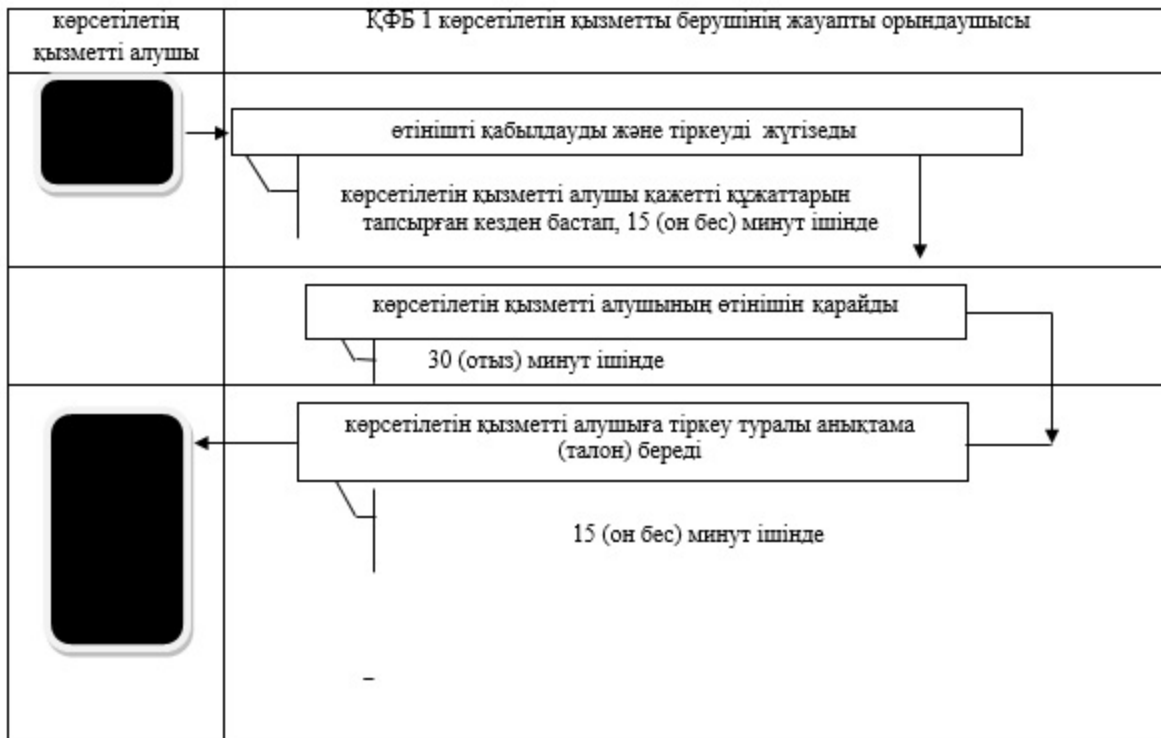 көрсетілетің
қызметті алушы
ҚФБ 1 көрсетілетін қызметты берушінің жауапты орындаушысы
өтінішті қабылдауды және тіркеуді жүгізеды
көрсетілетін қызметті алушы қажетті құжаттарын
тапсырған кезден бастап, 15 (он бес) минут ішінде
көрсетілетін қызметті алушының өтінішін қарайды
30 (отыз) минут ішінде
көрсетілетін қызметті алушыға тіркеу туралы анықтама
(талон) береді
15 (он бес) минут ішінде